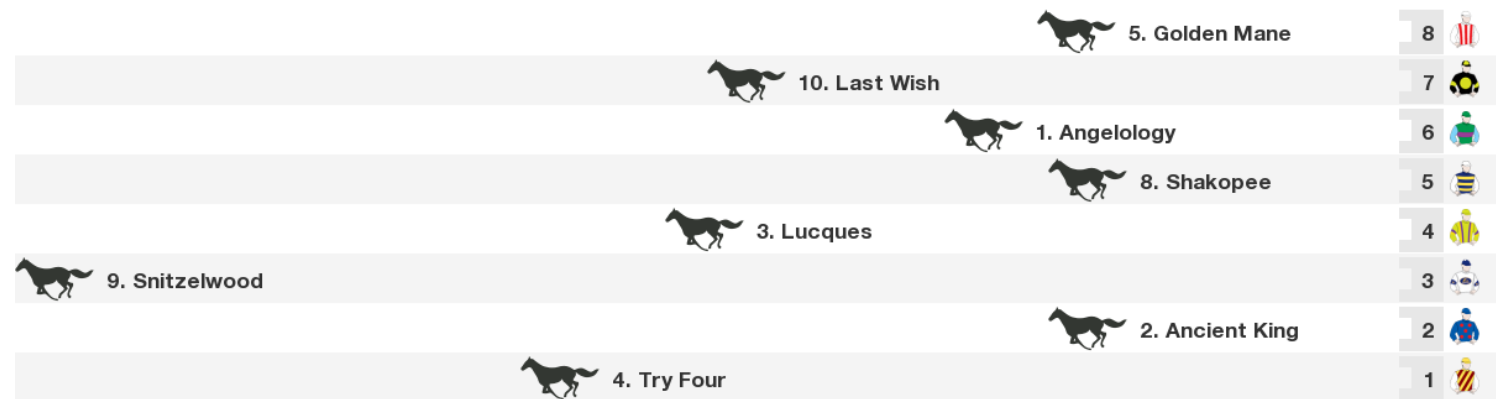 5. Golden Mane 8
10. Last Wish 7
1. Angelology 6
8. Shakopee 5
3. Lucques 4
9. Snitzelwood 3
2. Ancient King 2
4. Try Four 1